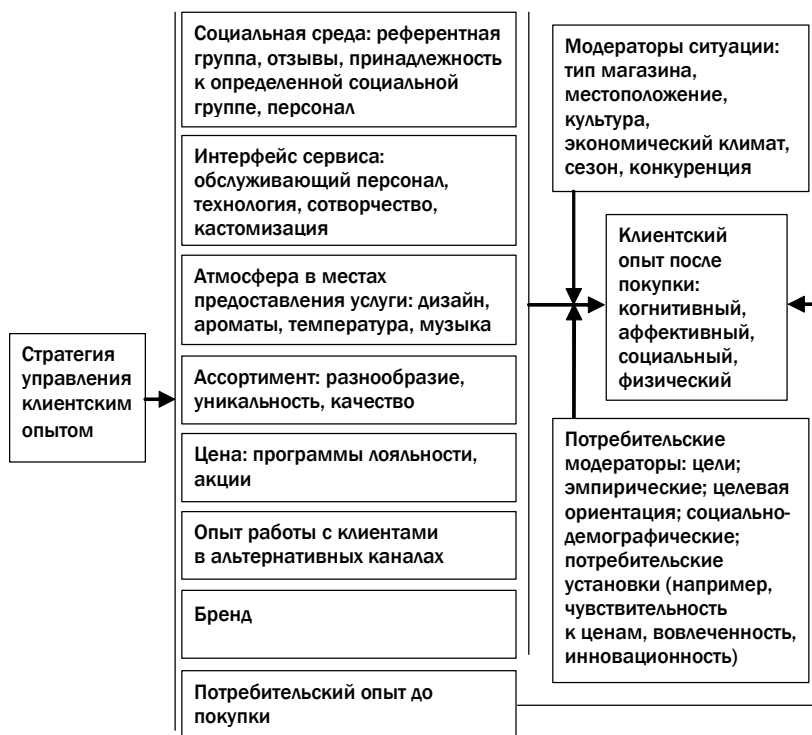 Стратегия
управления
клиентским
опытом
Социальная среда: референтная
группа, отзывы, принадлежность
к определенной социальной
группе, персонал
Интерфейс сервиса:
обслуживающий персонал,
технология, сотворчество,
кастомизация
Атмосфера в местах
предоставления услуги: дизайн,
ароматы, температура, музыка
Ассортимент: разнообразие,
уникальность, качество
Цена: программы лояльности,
акции
Опыт работы с клиентами
в альтернативных каналах
Бренд
Потребительский опыт до
покупки
Модераторы ситуации:
тип магазина,
местоположение,
культура,
экономический климат,
сезон, конкуренция
Клиентский
опыт после
покупки:
когнитивный,
аффективный,
социальный,
физический
Потребительские
модераторы: цели;
эмпирические; целевая
ориентация; социально-
демографические;
потребительские
установки (например,
чувствительность
к ценам, вовлеченность,
инновационность)